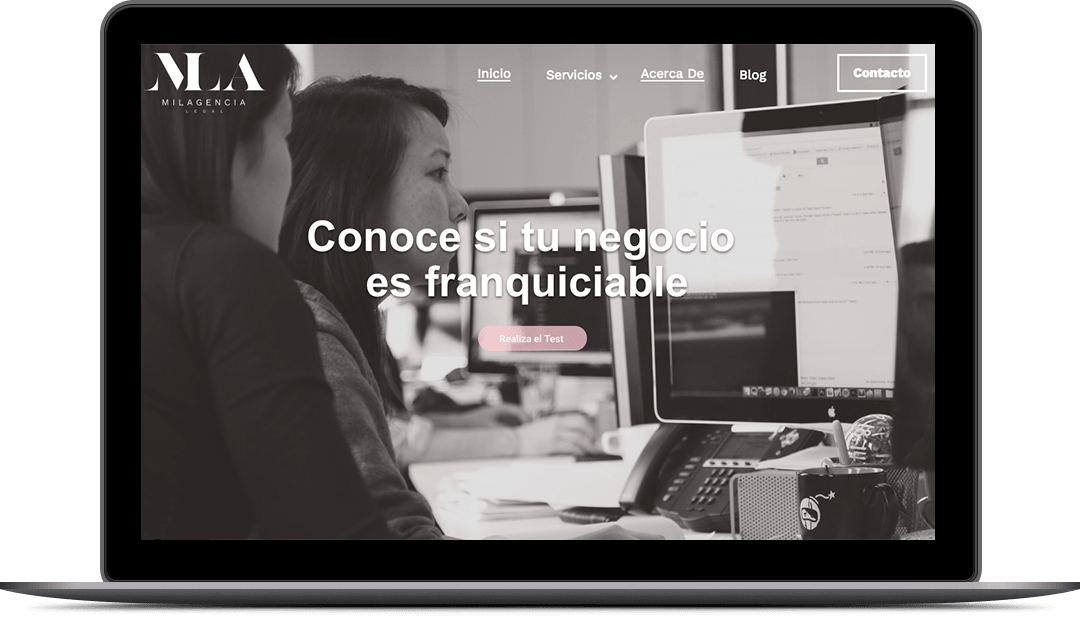 MLA
MILAGENCIA
LEGAL
Inicio
Servicios
Acerca De
Blog
Contacto
Conoce si tu negocio
es franquiciable
Realiza el Test